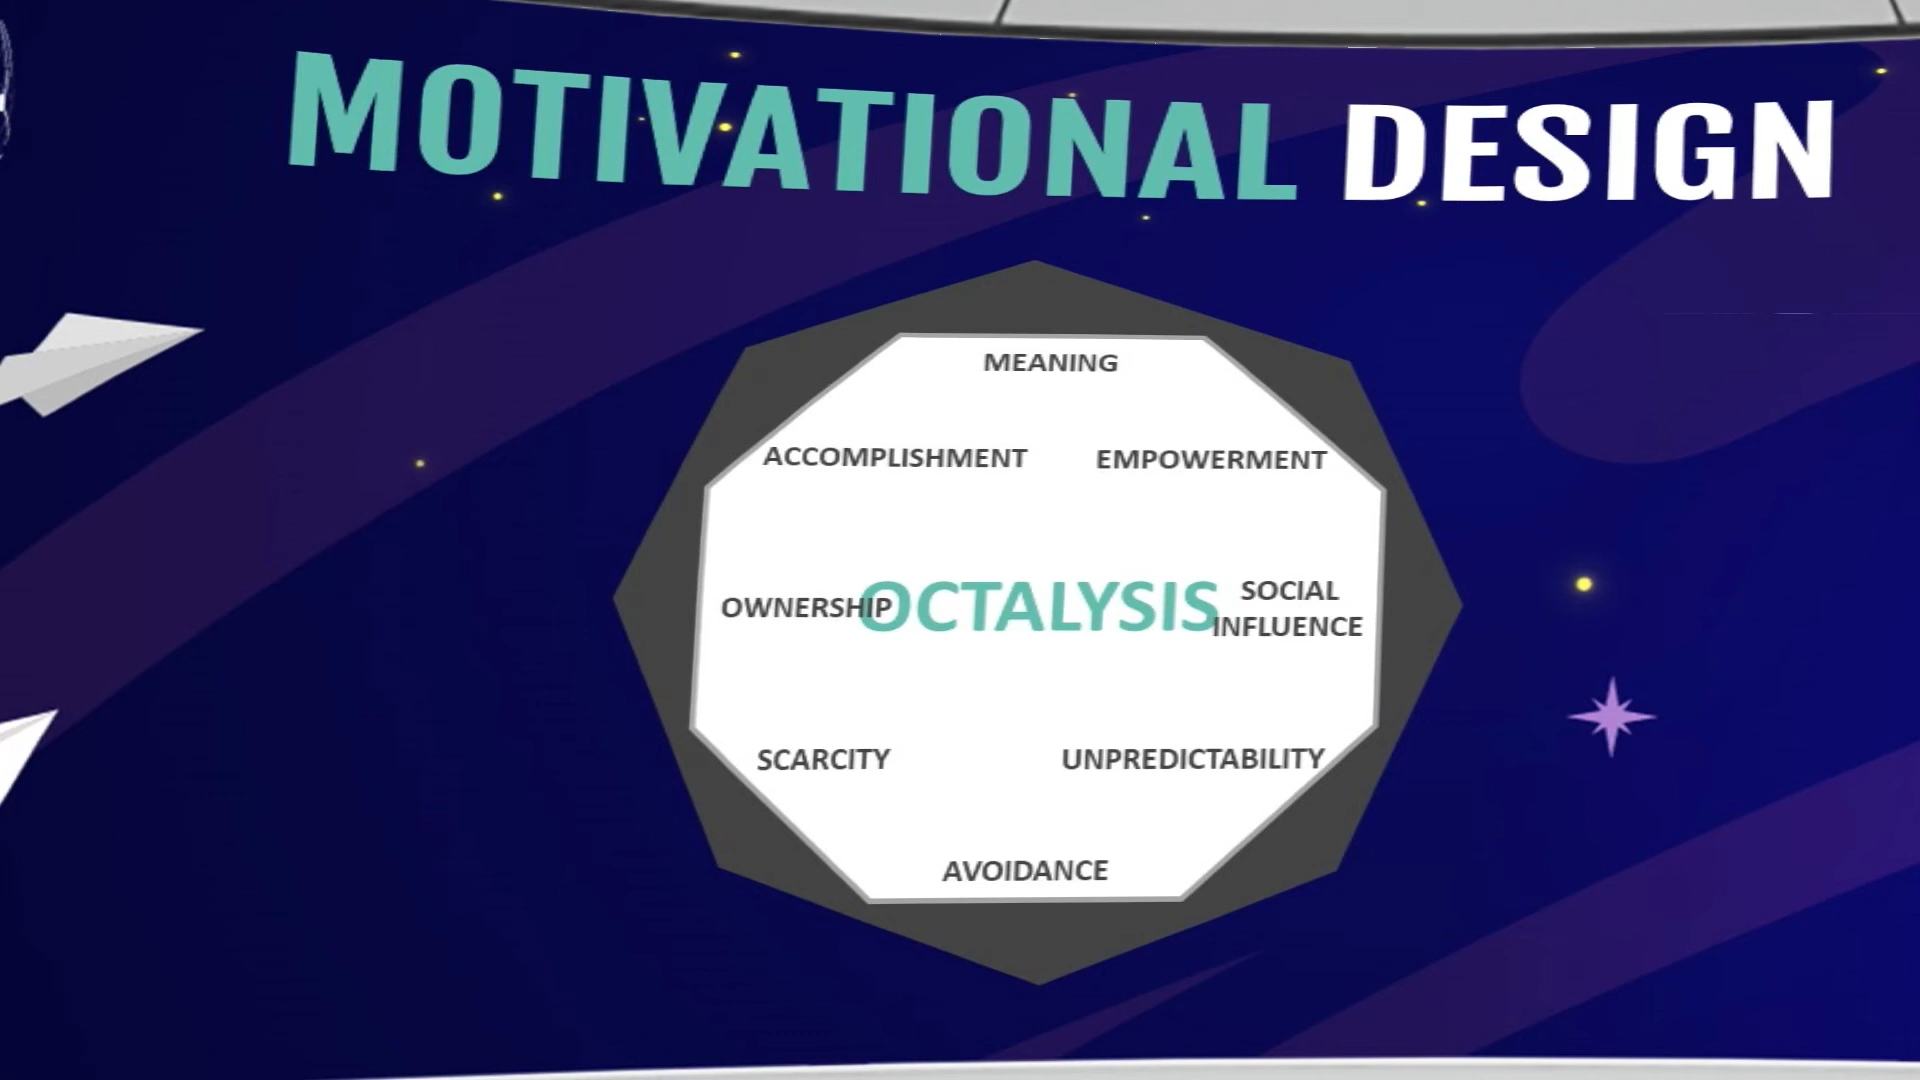 MOTIVATIONAL DESIGN
MEANING
ACCOMPLISHMENT EMPOWERMENT
OWNERSHIP OCTALYSIS SOCIAL
INFLUENCE
SCARCITY UNPREDICTABILITY
AVOIDANCE